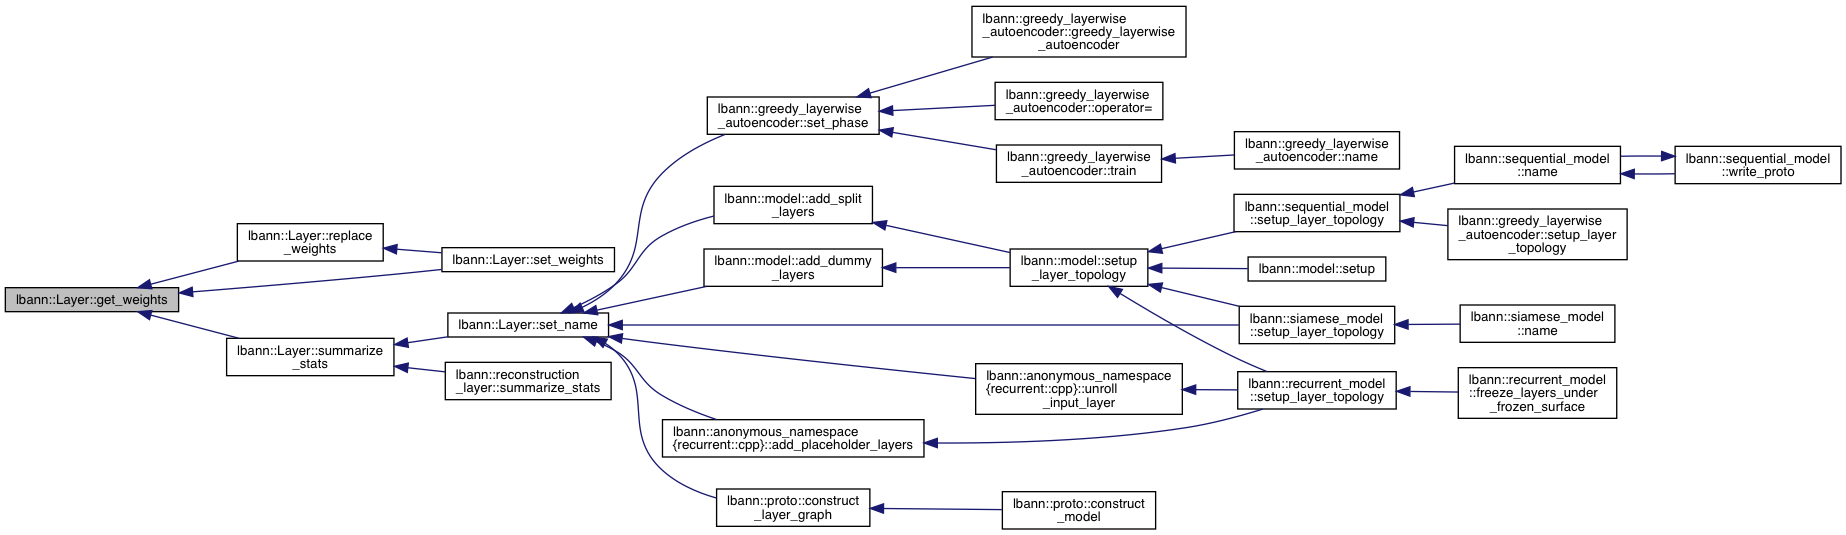 lbann::Layer::get_weights
lbann::Layer::replace
_weights
lbann::Layer::summarize
_stats
lbann::Layer::set_weights
lbann::Layer::set_name
lbann::reconstruction
_layer::summarize_stats
lbann::greedy_layerwise
_autoencoder::set_phase
lbann::model::add_split
_layers
lbann::model::add_dummy
_layers
lbann::anonymous_namespace
{recurrent::cpp}::add_placeholder_layers
lbann::proto::construct
_layer_graph
lbann::greedy_layerwise
_autoencoder::greedy_layerwise
_autoencoder
lbann::greedy_layerwise
_autoencoder::operator=
lbann::greedy_layerwise
_autoencoder::train
lbann::model::setup
_layer_topology
lbann::anonymous_namespace
{recurrent::cpp}::unroll
_input_layer
lbann::proto::construct
_model
lbann::greedy_layerwise
_autoencoder::name
lbann::sequential_model
::setup_layer_topology
lbann::model::setup
lbann::siamese_model
::setup_layer_topology
lbann::recurrent_model
::setup_layer_topology
lbann::sequential_model
::name
lbann::greedy_layerwise
_autoencoder::setup_layer
_topology
lbann::siamese_model
::name
lbann::recurrent_model
::freeze_layers_under
_frozen_surface
lbann::sequential_model
::write_proto